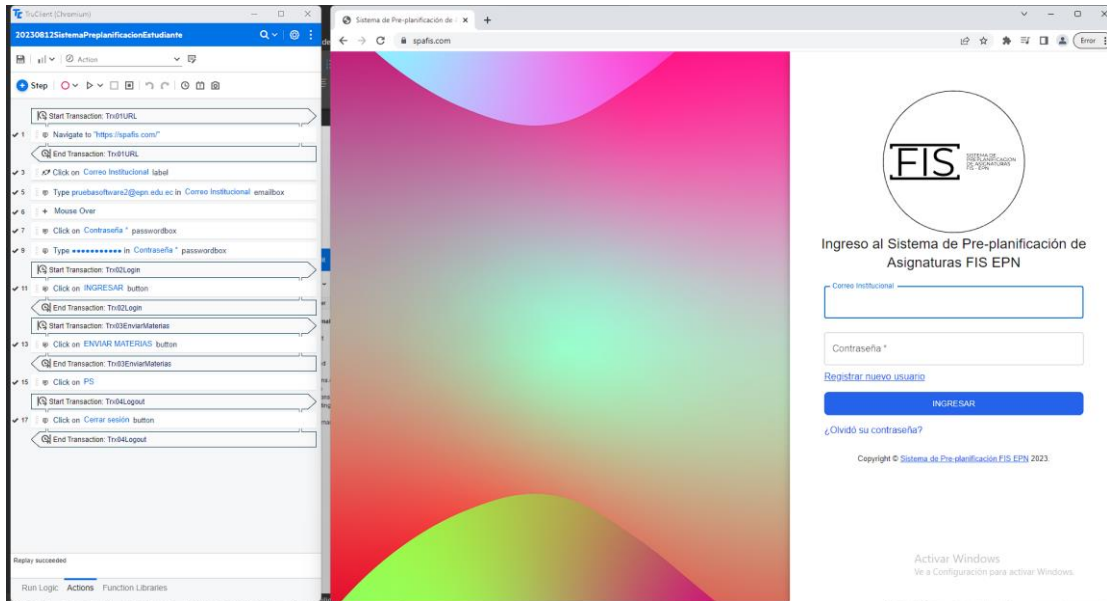 TruClient (Chromium)
20230812SistemaPreplanificacionEstudiante
Action
Step
Start Transaction: Trx01URL
1 Navigate to "https://spafis.com/"
End Transaction: Trx01URL
3 Click on Correo Institucional label
5 Type pruebasoftware2@epn.edu.ec in Correo Institucional emailbox
6 Mouse Over
7 Click on Contraseña * passwordbox
9 Type ●●●●●●●●●●● in Contraseña * passwordbox
Start Transaction: Trx02Login
11 Click on INGRESAR button
End Transaction: Trx02Login
Start Transaction: Trx03EnviarMaterias
13 Click on ENVIAR MATERIAS button
End Transaction: Trx03EnviarMaterias
15 Click on PS
Start Transaction: Trx04Logout
17 Click on Cerrar sesión button
End Transaction: Trx04Logout
Replay succeeded
Run Logic Actions Function Libraries
Sistema de Pre-planificación de
spafis.com
Error
FIS
SISTEMA DE
PREPLANIFICACIÓN
DE ASIGNATURAS
FIS - EPN
Ingreso al Sistema de Pre-planificación de
Asignaturas FIS EPN
Correo Institucional
Contraseña *
Registrar nuevo usuario
INGRESAR
¿Olvidó su contraseña?
Copyright © Sistema de Pre-planificación FIS EPN 2023.
Activar Windows
Ve a Configuración para activar Windows.